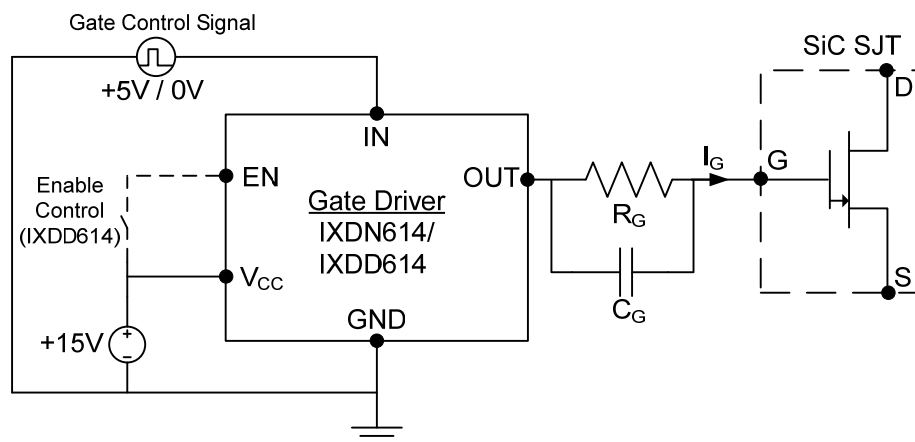 Gate Control Signal
+5V / 0V
SiC SJT
D
IN
EN
Enable
Control
(IXDD614)
Gate Driver
IXDN614/
IXDD614
OUT
R_G
C_G
I_G
G
V_CC
GND
+15V
+
−
S